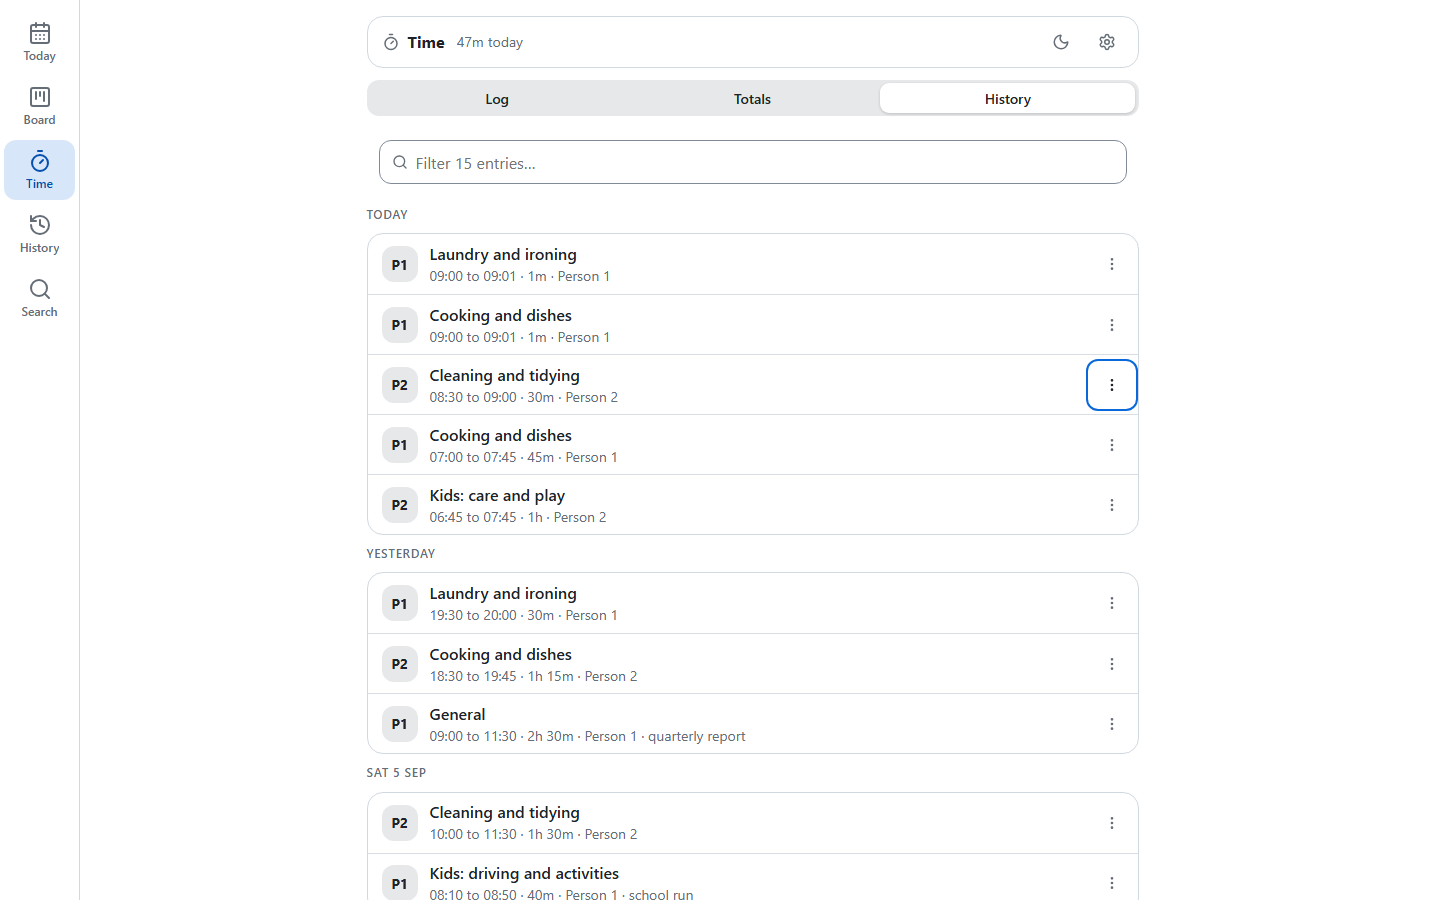 Today
Board
Time
History
Search
Time 47m today
Log Totals History
Filter 15 entries...
TODAY
P1 Laundry and ironing
09:00 to 09:01 · 1m · Person 1
P1 Cooking and dishes
09:00 to 09:01 · 1m · Person 1
P2 Cleaning and tidying
08:30 to 09:00 · 30m · Person 2
P1 Cooking and dishes
07:00 to 07:45 · 45m · Person 1
P2 Kids: care and play
06:45 to 07:45 · 1h · Person 2
YESTERDAY
P1 Laundry and ironing
19:30 to 20:00 · 30m · Person 1
P2 Cooking and dishes
18:30 to 19:45 · 1h 15m · Person 2
P1 General
09:00 to 11:30 · 2h 30m · Person 1 · quarterly report
SAT 5 SEP
P2 Cleaning and tidying
10:00 to 11:30 · 1h 30m · Person 2
P1 Kids: driving and activities
08:10 to 08:50 · 40m · Person 1 · school run